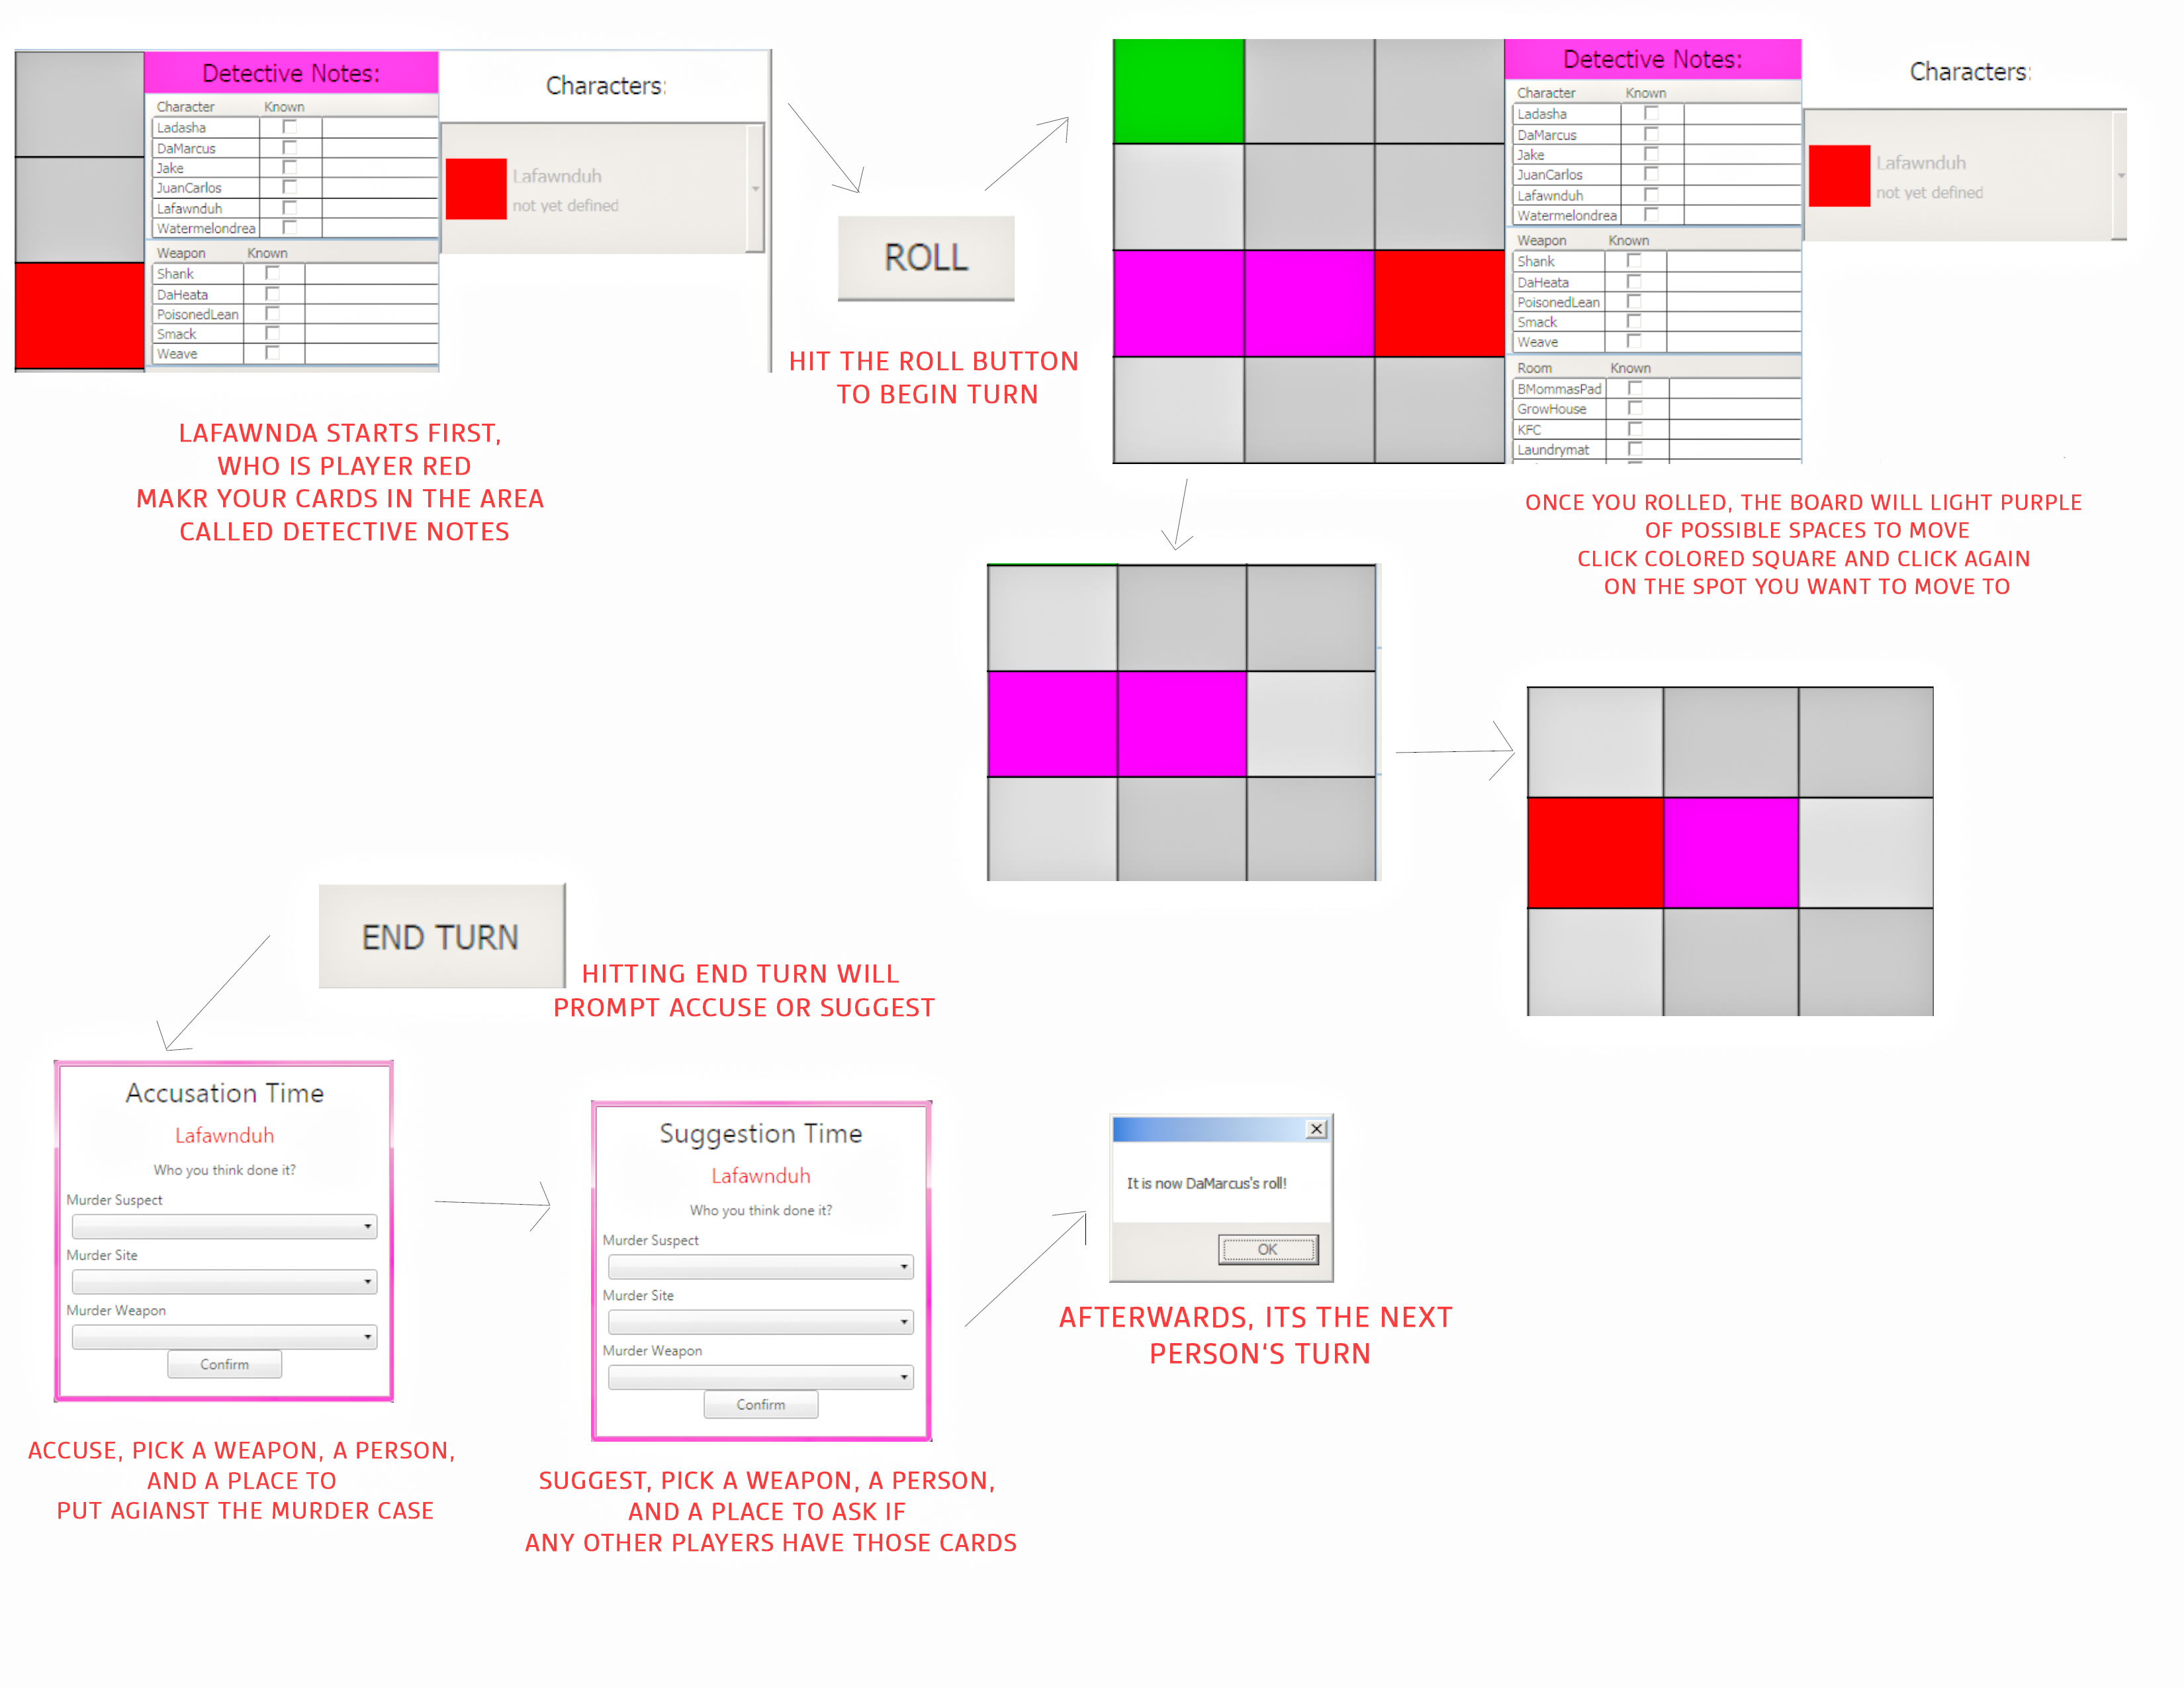 Detective Notes:
Character Known
Ladasha
DaMarcus
Jake
JuanCarlos
Lafawnduh
Watermelondrea
Weapon Known
Shank
DaHeata
PoisonedLean
Smack
Weave
Characters:
Lafawnduh
not yet defined
LAFAWNDA STARTS FIRST,
WHO IS PLAYER RED
MAKR YOUR CARDS IN THE AREA
CALLED DETECTIVE NOTES
ROLL
HIT THE ROLL BUTTON
TO BEGIN TURN
Detective Notes:
Character Known
Ladasha
DaMarcus
Jake
JuanCarlos
Lafawnduh
Watermelondrea
Weapon Known
Shank
DaHeata
PoisonedLean
Smack
Weave
Room Known
BMommasPad
GrowHouse
KFC
Laundrymat
Characters:
Lafawnduh
not yet defined
ONCE YOU ROLLED, THE BOARD WILL LIGHT PURPLE
OF POSSIBLE SPACES TO MOVE
CLICK COLORED SQUARE AND CLICK AGAIN
ON THE SPOT YOU WANT TO MOVE TO
END TURN
HITTING END TURN WILL
PROMPT ACCUSE OR SUGGEST
Accusation Time
Lafawnduh
Who you think done it?
Murder Suspect
Murder Site
Murder Weapon
Confirm
ACCUSE, PICK A WEAPON, A PERSON,
AND A PLACE TO
PUT AGIANST THE MURDER CASE
Suggestion Time
Lafawnduh
Who you think done it?
Murder Suspect
Murder Site
Murder Weapon
Confirm
SUGGEST, PICK A WEAPON, A PERSON,
AND A PLACE TO ASK IF
ANY OTHER PLAYERS HAVE THOSE CARDS
It is now DaMarcus's roll!
OK
AFTERWARDS, ITS THE NEXT
PERSON'S TURN